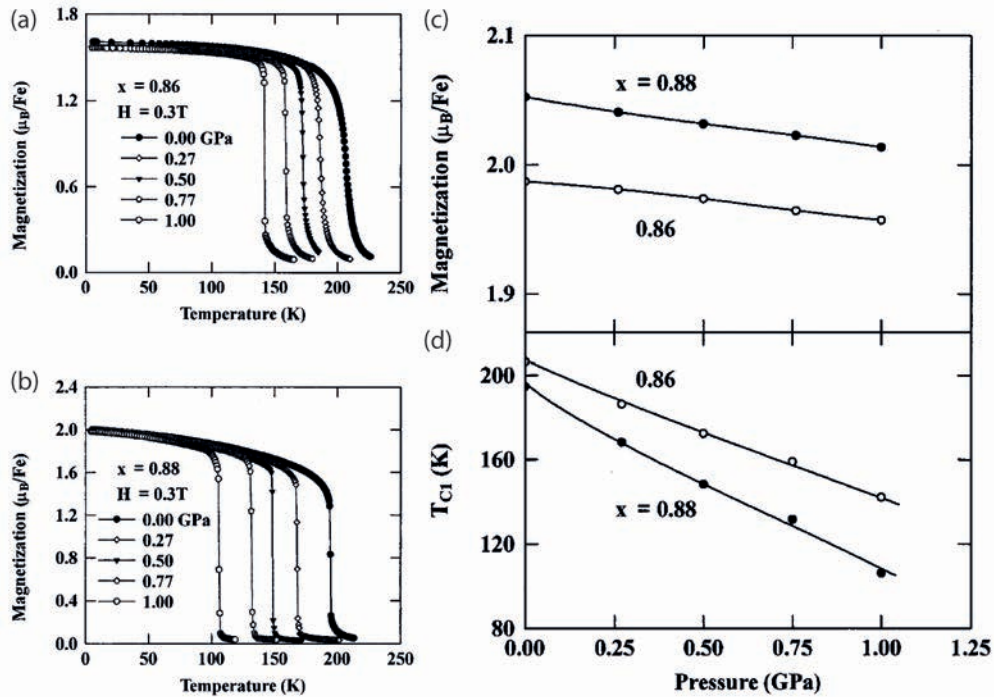 (a)
1.8
1.2
0.6
0.0
Magnetization (μB/Fe)
x = 0.86
H = 0.3T
0.00 GPa
0.27
0.50
0.77
1.00
0 50 100 150 200 250
Temperature (K)
(b)
2.4
2.0
1.6
1.2
0.8
0.4
0.0
Magnetization (μB/Fe)
x = 0.88
H = 0.3T
0.00 GPa
0.27
0.50
0.77
1.00
0 50 100 150 200 250
Temperature (K)
(c)
2.1
2.0
1.9
Magnetization (μB/Fe)
x = 0.88
0.86
(d)
200
160
120
80
TC1 (K)
0.86
x = 0.88
0.00 0.25 0.50 0.75 1.00 1.25
Pressure (GPa)